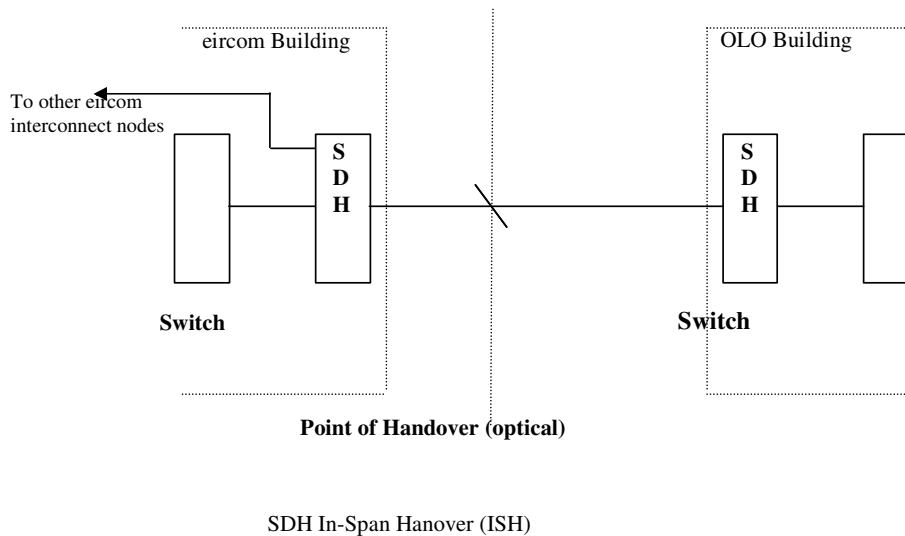 eircom Building
OLO Building
To other eircom
interconnect nodes
S
D
H
S
D
H
Switch
Switch
Point of Handover (optical)
SDH In-Span Hanover (ISH)